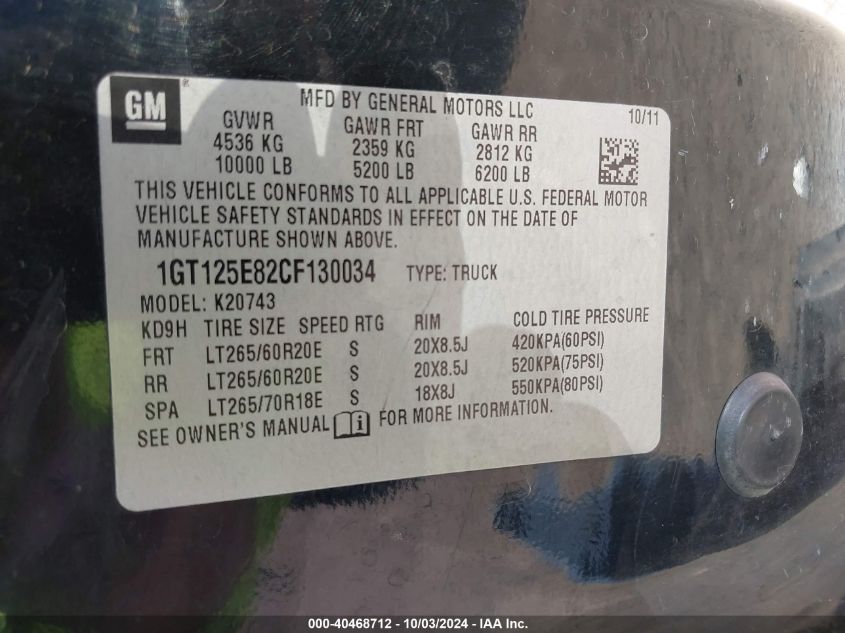 GM ®
MFD BY GENERAL MOTORS LLC 10/11
GVWR GAWR FRT GAWR RR
4536 KG 2359 KG 2812 KG
10000 LB 5200 LB 6200 LB
THIS VEHICLE CONFORMS TO ALL APPLICABLE U.S. FEDERAL MOTOR
VEHICLE SAFETY STANDARDS IN EFFECT ON THE DATE OF
MANUFACTURE SHOWN ABOVE.
1GT125E82CF130034 TYPE: TRUCK
MODEL: K20743
KD9H TIRE SIZE SPEED RTG RIM COLD TIRE PRESSURE
FRT LT265/60R20E S 20X8.5J 420KPA(60PSI)
RR LT265/60R20E S 20X8.5J 520KPA(75PSI)
SPA LT265/70R18E S 18X8J 550KPA(80PSI)
SEE OWNER'S MANUAL FOR MORE INFORMATION.
000-40468712 - 10/03/2024 - IAA Inc.